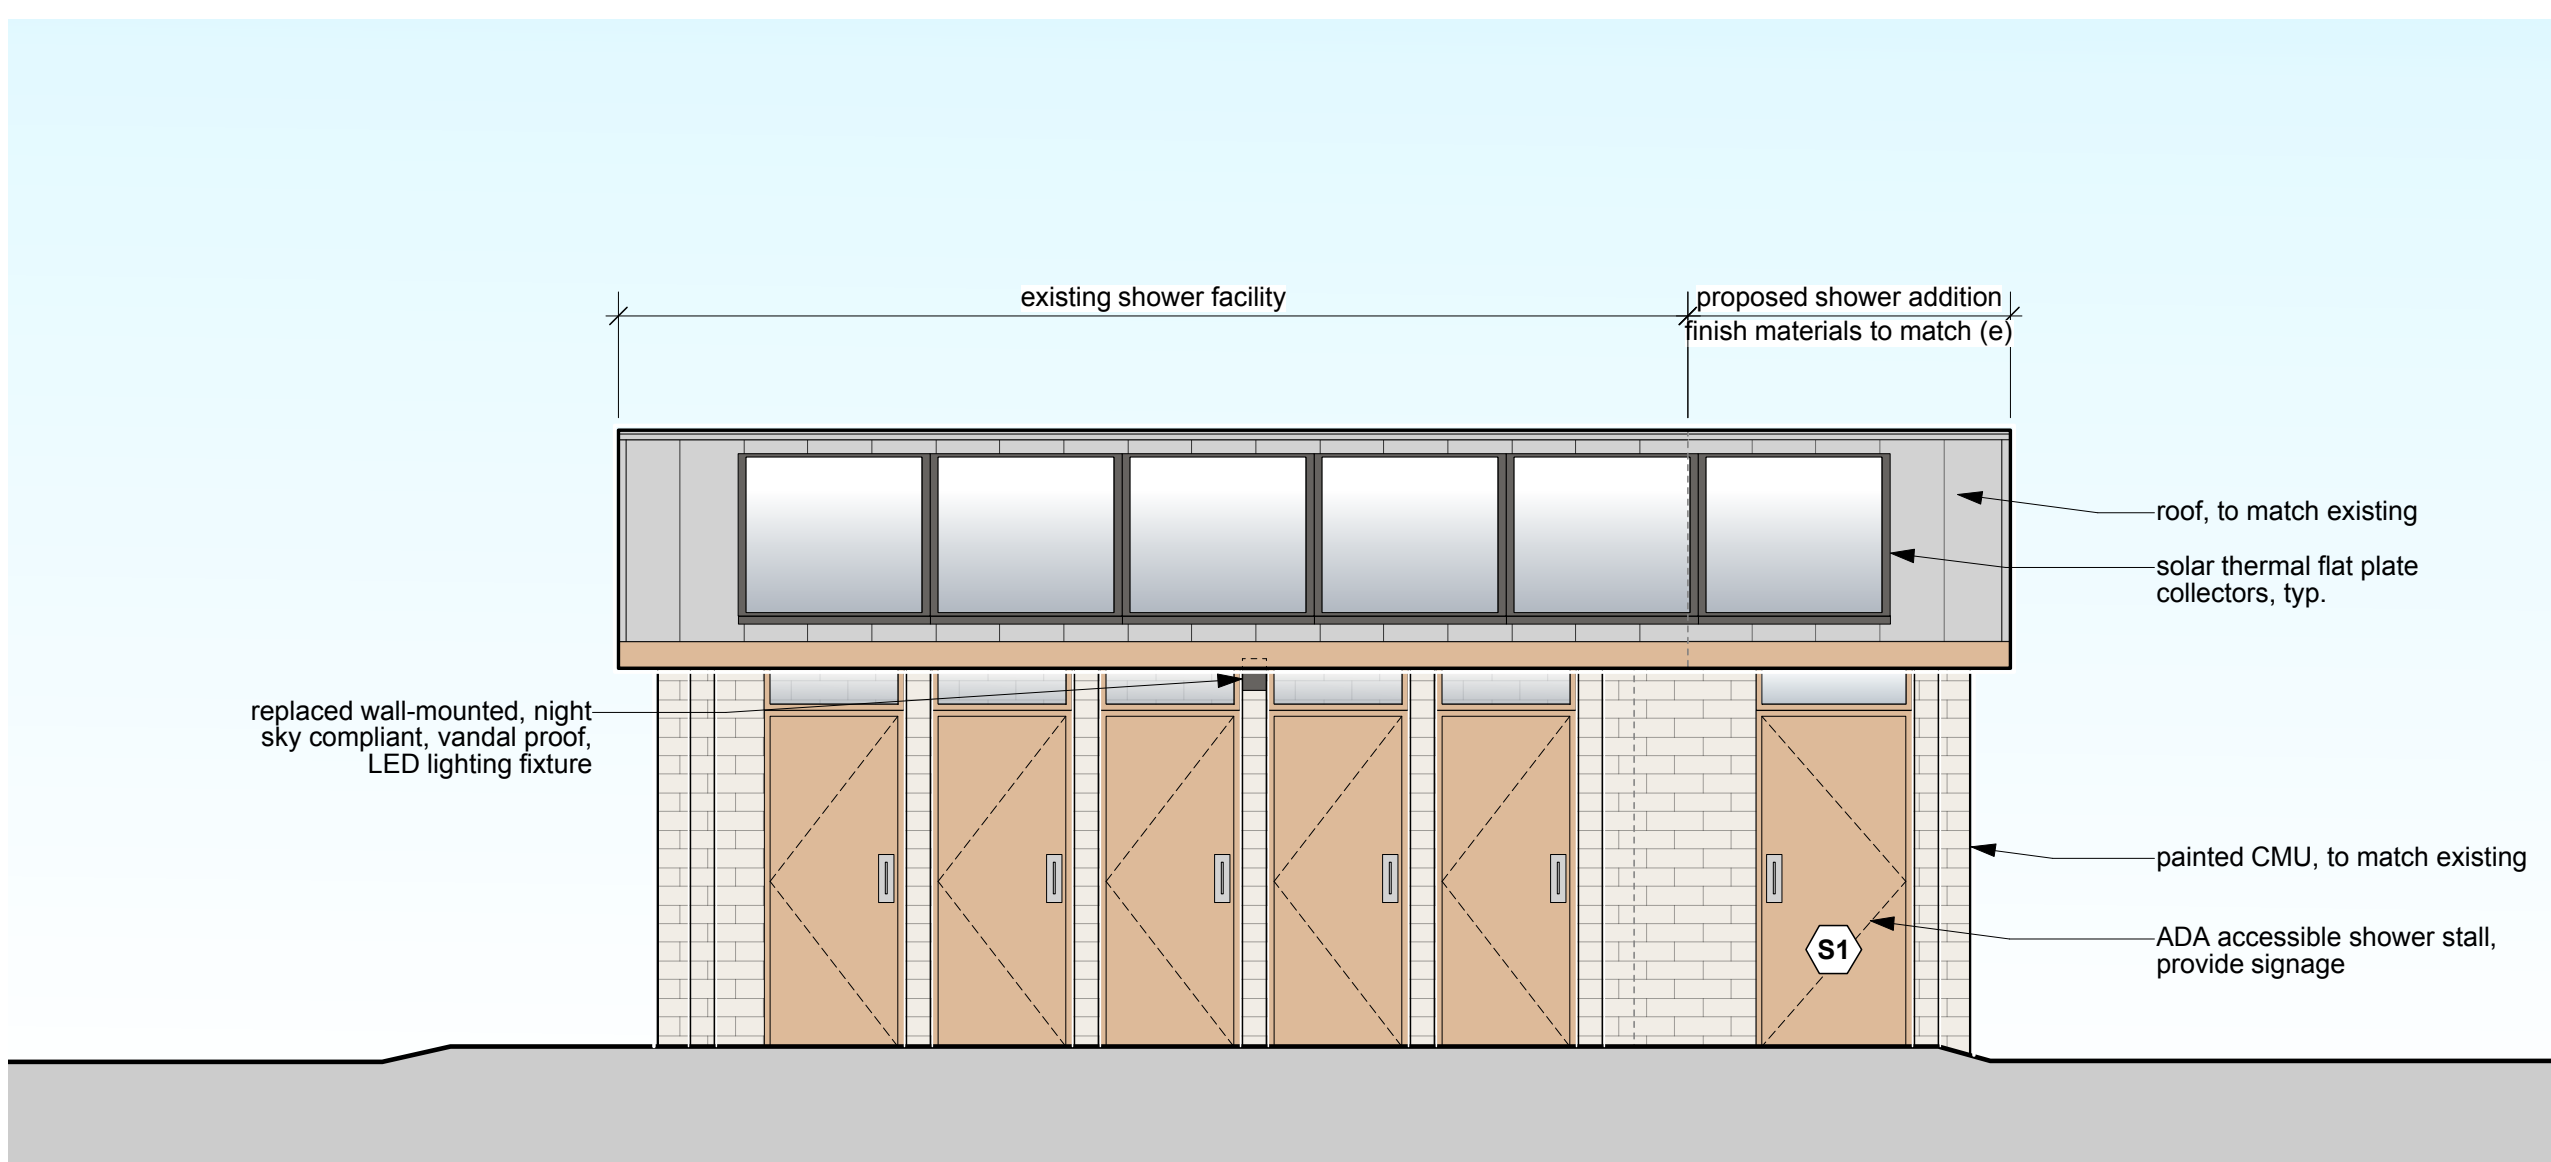 existing shower facility
proposed shower addition
finish materials to match (e)
roof, to match existing
solar thermal flat plate
collectors, typ.
replaced wall-mounted, night
sky compliant, vandal proof,
LED lighting fixture
painted CMU, to match existing
ADA accessible shower stall,
provide signage
S1